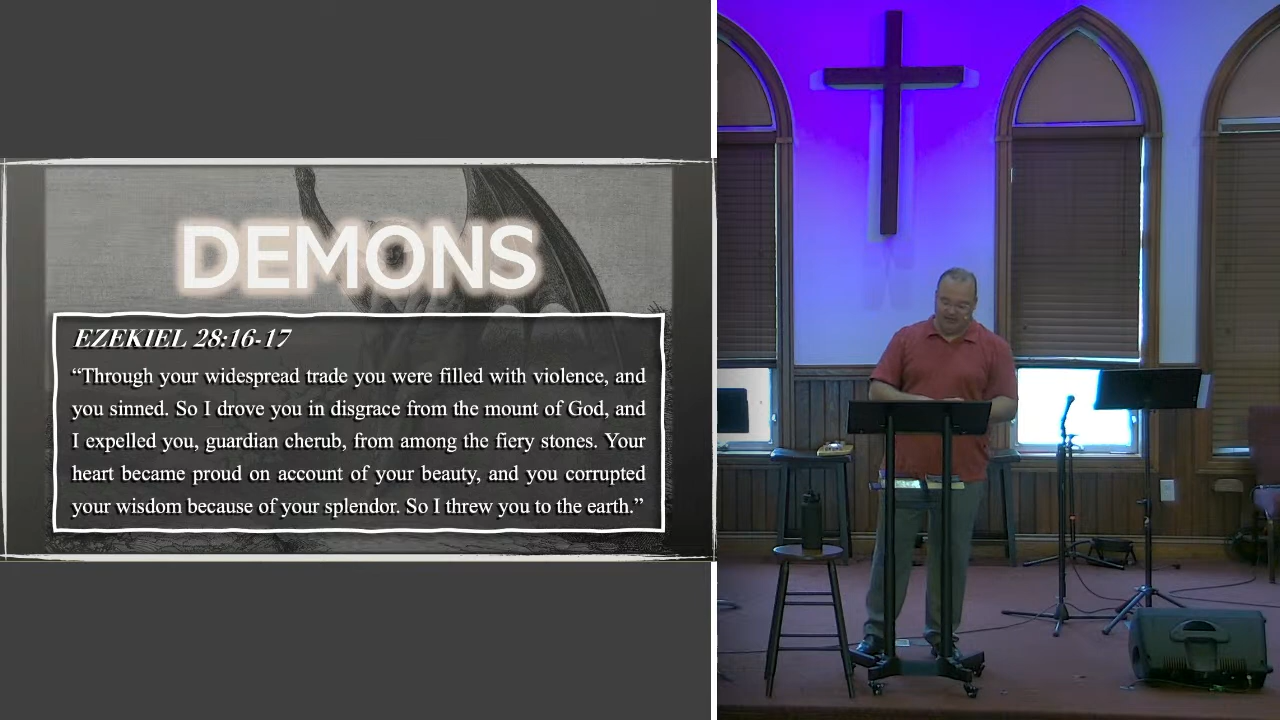 DEMONS
EZEKIEL 28:16-17
“Through your widespread trade you were filled with violence, and
you sinned. So I drove you in disgrace from the mount of God, and
I expelled you, guardian cherub, from among the fiery stones. Your
heart became proud on account of your beauty, and you corrupted
your wisdom because of your splendor. So I threw you to the earth.”